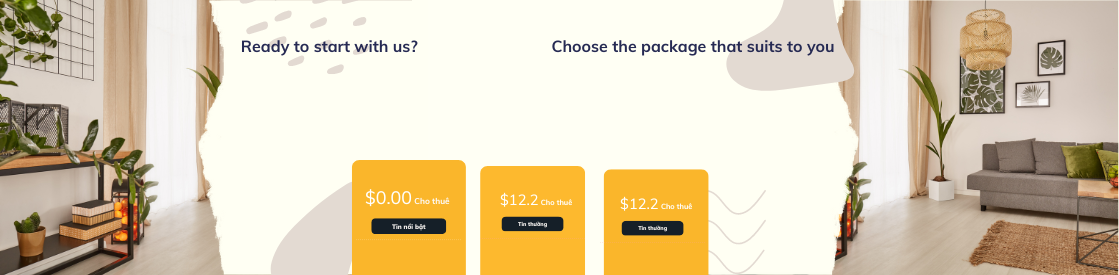 Ready to start with us?
Choose the package that suits to you
$0.00 Cho thuê
Tin nổi bật
$12.2 Cho thuê
Tin thường
$12.2 Cho thuê
Tin thường